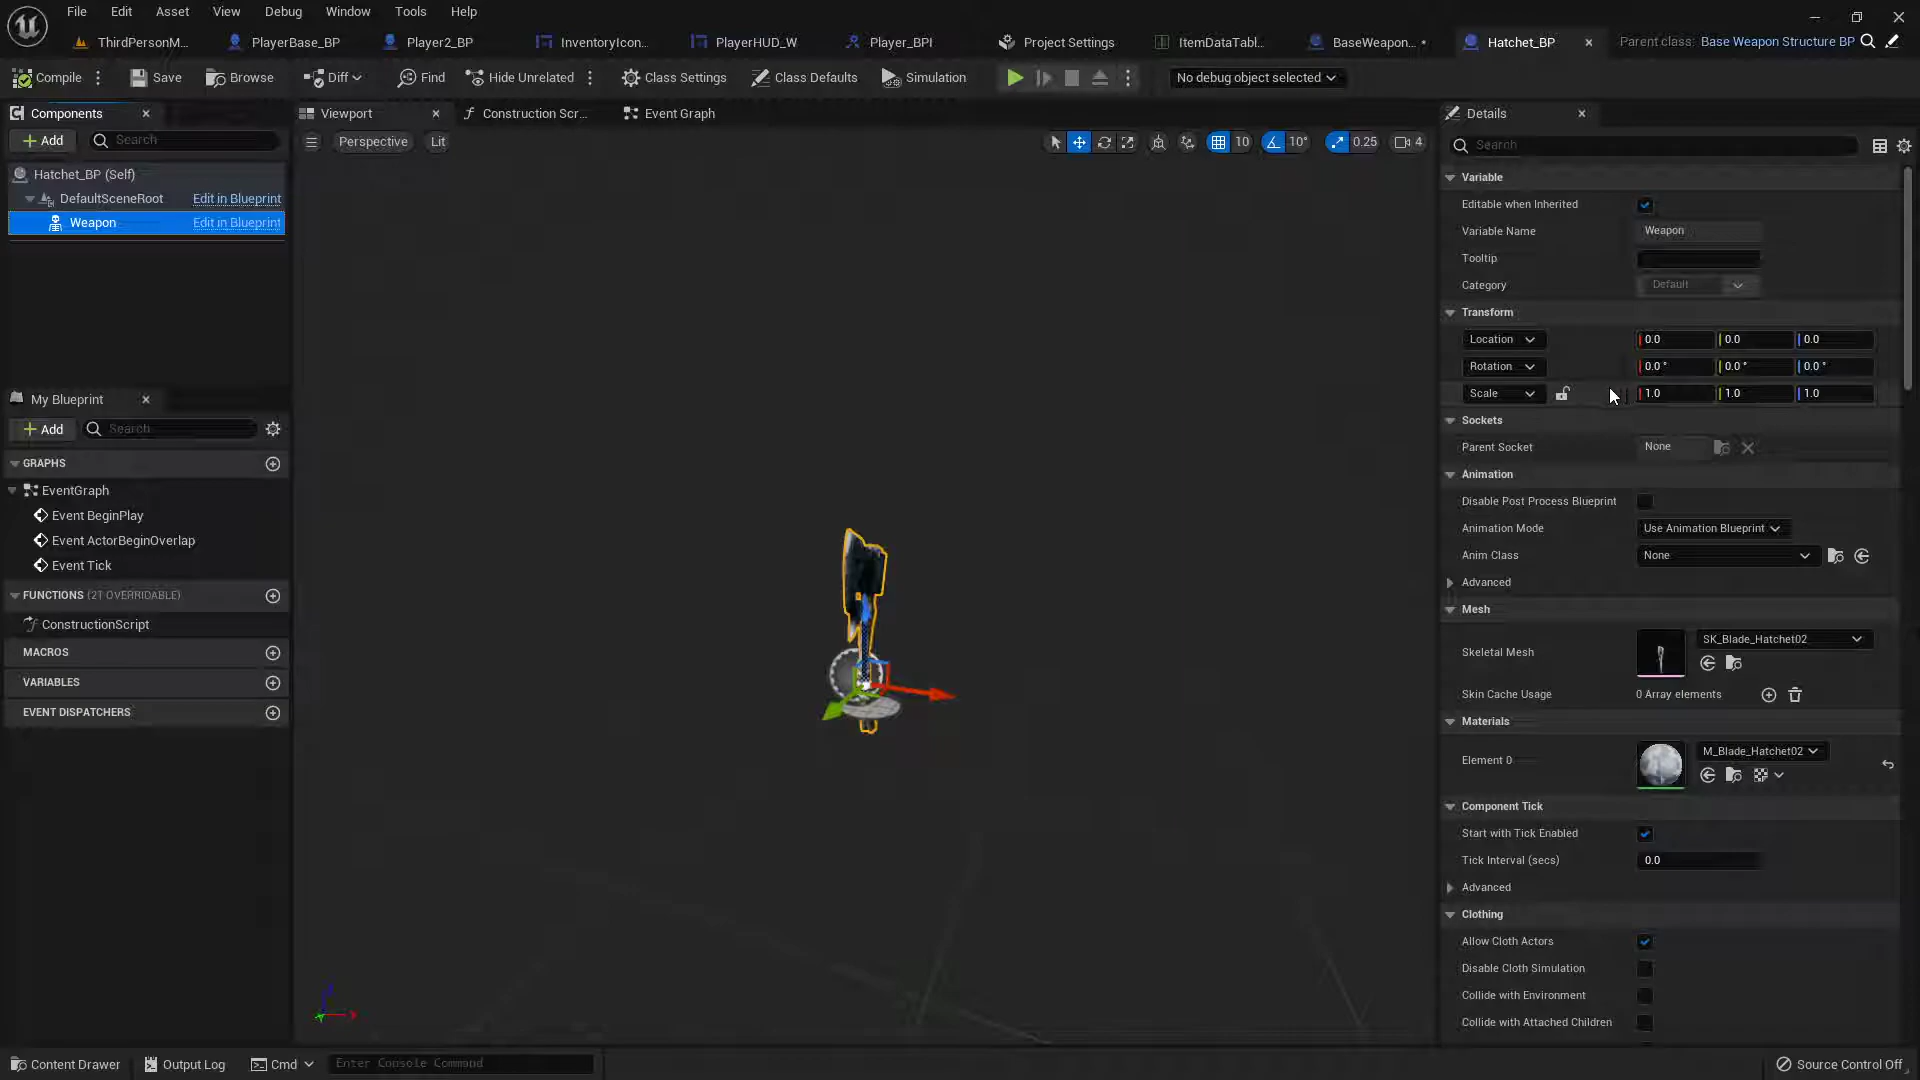 File Edit Asset View Debug Window Tools Help
ThirdPersonM... PlayerBase_BP Player2_BP InventoryIcon... PlayerHUD_W Player_BPI Project Settings ItemDataTabl... BaseWeapon... • Hatchet_BP Parent class: Base Weapon Structure BP
Compile Save Browse Diff Find Hide Unrelated Class Settings Class Defaults Simulation No debug object selected
Components Viewport Construction Scr... Event Graph Details
Add Search Perspective Lit 10 10° 0.25 4 Search
Hatchet_BP (Self) Variable
DefaultSceneRoot Edit in Blueprint Editable when Inherited
Weapon Edit in Blueprint Variable Name Weapon
Tooltip
Category Default
Transform
Location 0.0 0.0 0.0
Rotation 0.0 ° 0.0 ° 0.0 °
Scale 1.0 1.0 1.0
My Blueprint Sockets
Add Search Parent Socket None
GRAPHS Animation
EventGraph Disable Post Process Blueprint
Event BeginPlay Animation Mode Use Animation Blueprint
Event ActorBeginOverlap Anim Class None
Event Tick Advanced
FUNCTIONS (21 OVERRIDABLE) Mesh
ConstructionScript Skeletal Mesh SK_Blade_Hatchet02
MACROS
VARIABLES Skin Cache Usage 0 Array elements
EVENT DISPATCHERS Materials
Element 0 M_Blade_Hatchet02
Component Tick
Start with Tick Enabled
Tick Interval (secs) 0.0
Advanced
Clothing
Allow Cloth Actors
Disable Cloth Simulation
Collide with Environment
Collide with Attached Children
Content Drawer Output Log Cmd Enter Console Command Source Control Off